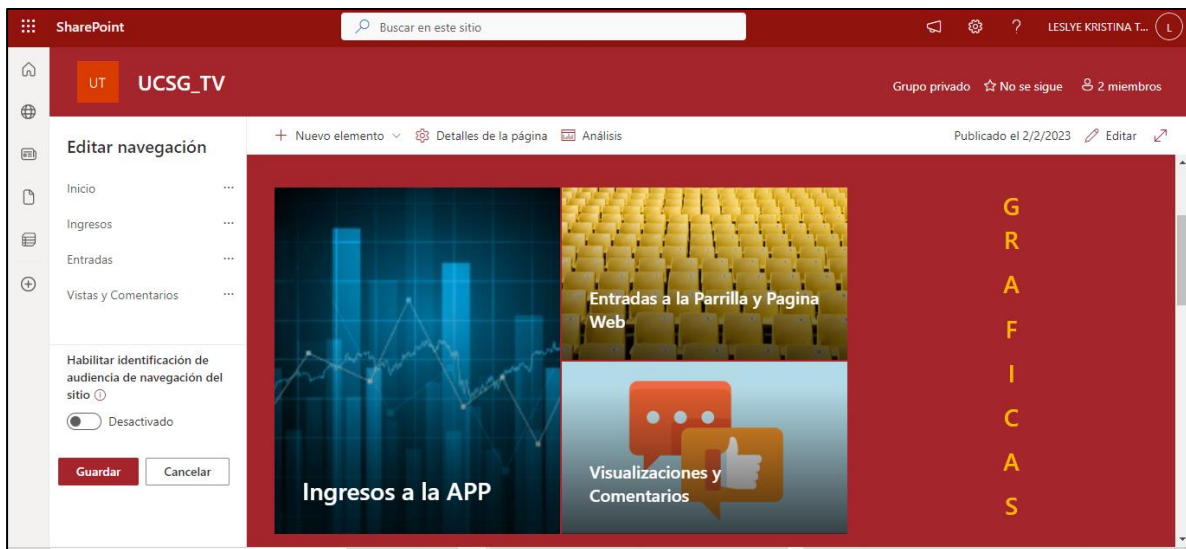 SharePoint
Buscar en este sitio
LESLYE KRISTINA T...
L
UT
UCSG_TV
Grupo privado
No se sigue
2 miembros
Editar navegación
Inicio
Ingresos
Entradas
Vistas y Comentarios
Habilitar identificación de
audiencia de navegación del
sitio
Desactivado
Guardar
Cancelar
Nuevo elemento
Detalles de la página
Análisis
Publicado el 2/2/2023
Editar
Ingresos a la APP
Entradas a la Parrilla y Pagina
Web
Visualizaciones y
Comentarios
G
R
A
F
I
C
A
S